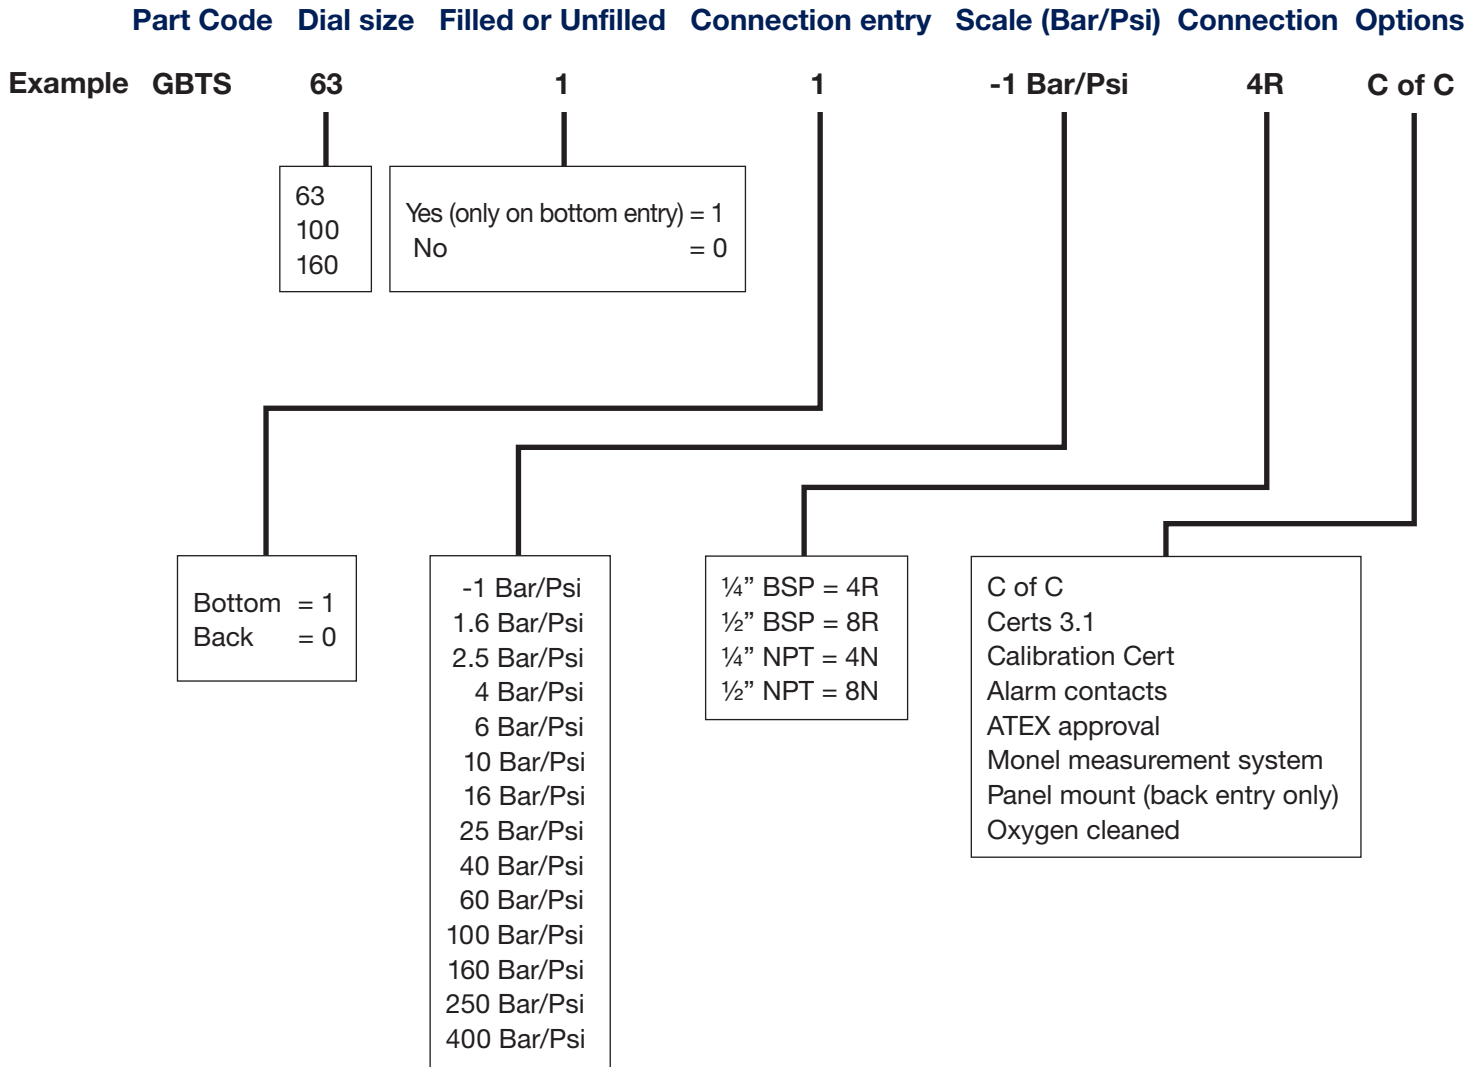 Part Code Dial size Filled or Unfilled Connection entry Scale (Bar/Psi) Connection Options
Example GBTS 63 1 1 -1 Bar/Psi 4R C of C
63
100
160
Yes (only on bottom entry) = 1
No = 0
Bottom = 1
Back = 0
-1 Bar/Psi
1.6 Bar/Psi
2.5 Bar/Psi
4 Bar/Psi
6 Bar/Psi
10 Bar/Psi
16 Bar/Psi
25 Bar/Psi
40 Bar/Psi
60 Bar/Psi
100 Bar/Psi
160 Bar/Psi
250 Bar/Psi
400 Bar/Psi
¼” BSP = 4R
½” BSP = 8R
¼” NPT = 4N
½” NPT = 8N
C of C
Certs 3.1
Calibration Cert
Alarm contacts
ATEX approval
Monel measurement system
Panel mount (back entry only)
Oxygen cleaned